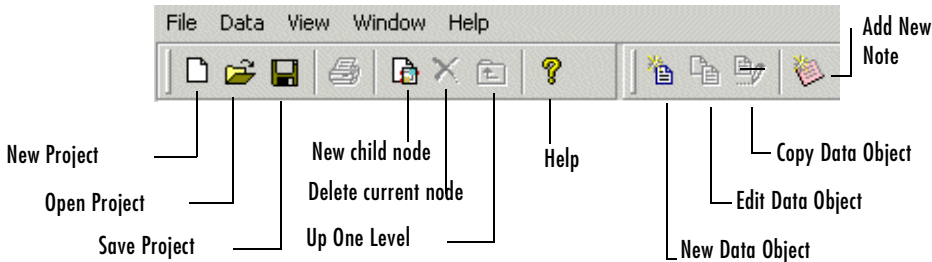 File Data View Window Help
Add New
Note
New Project
New child node
Help
Copy Data Object
Open Project
Delete current node
Edit Data Object
Save Project
Up One Level
New Data Object